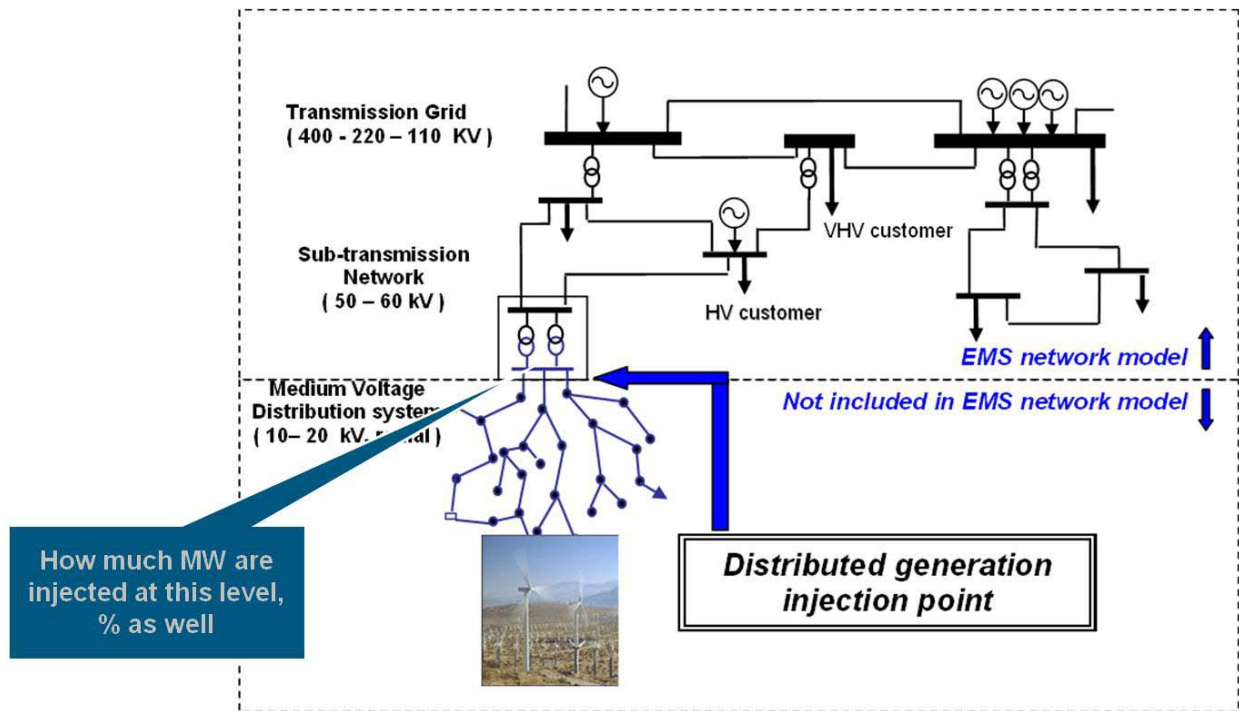 Transmission Grid
( 400 - 220 – 110 KV )
VHV customer
Sub-transmission
Network
( 50 – 60 kV )
HV customer
EMS network model
Medium Voltage
Distribution system
( 10– 20 kV,
Not included in EMS network model
How much MW are
injected at this level,
% as well
Distributed generation
injection point